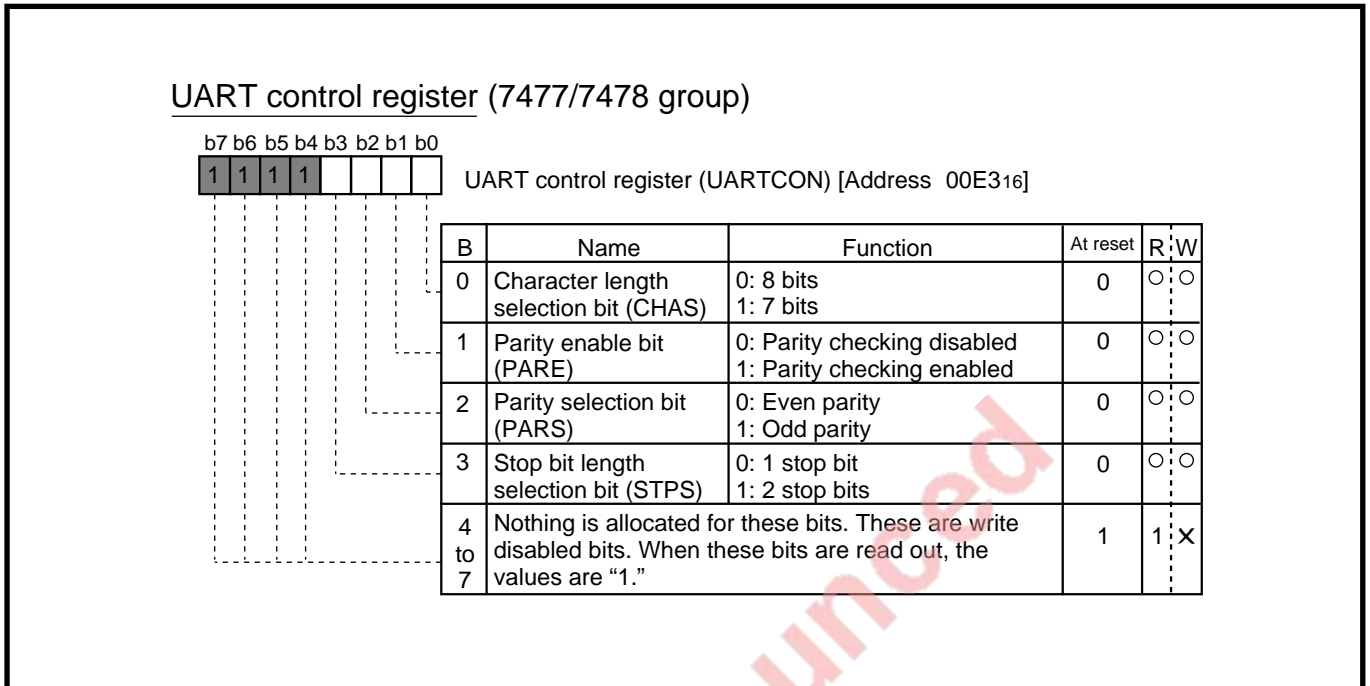 UART control register (7477/7478 group)
b7 b6 b5 b4 b3 b2 b1 b0
1 1 1 1
UART control register (UARTCON) [Address 00E316]
B Name Function At reset R W
0 Character length 0: 8 bits 0 ○ ○
selection bit (CHAS) 1: 7 bits
1 Parity enable bit 0: Parity checking disabled 0 ○ ○
(PARE) 1: Parity checking enabled
2 Parity selection bit 0: Even parity 0 ○ ○
(PARS) 1: Odd parity
3 Stop bit length 0: 1 stop bit 0 ○ ○
selection bit (STPS) 1: 2 stop bits
4 Nothing is allocated for these bits. These are write 1 1 ×
to disabled bits. When these bits are read out, the
7 values are “1.”
unced